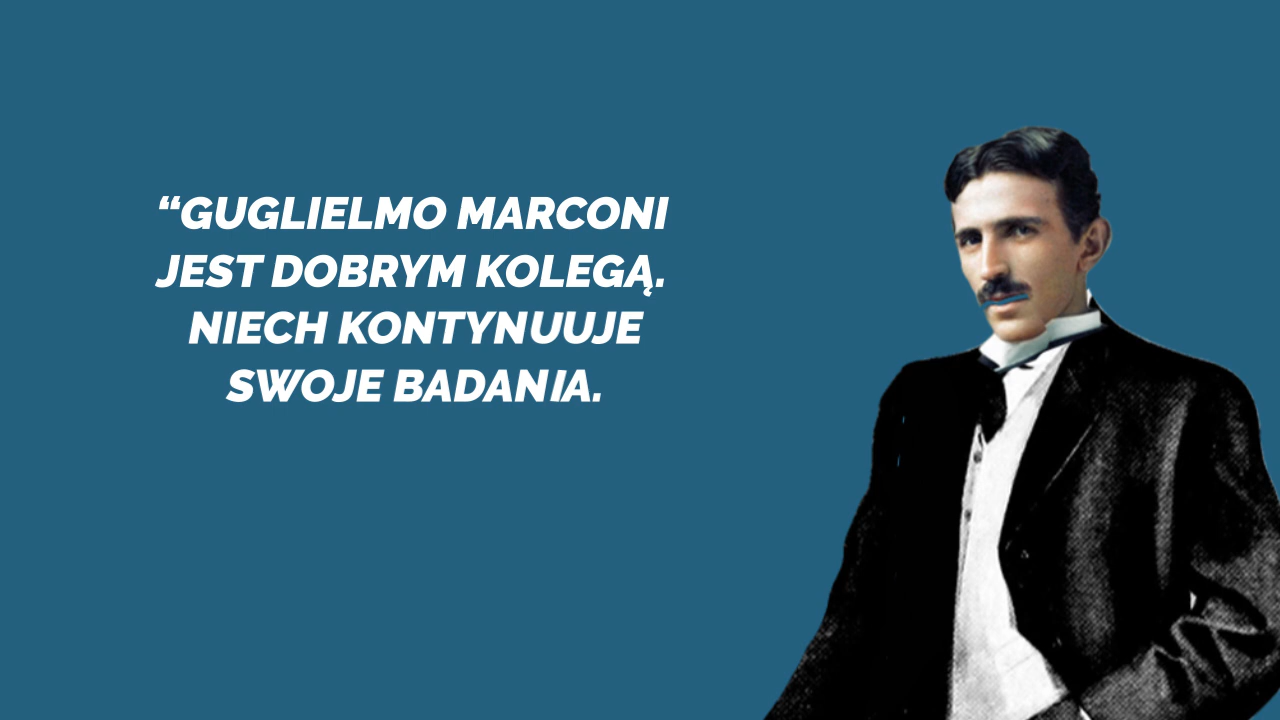 “GUGLIELMO MARCONI
JEST DOBRYM KOLEGĄ.
NIECH KONTYNUUJE
SWOJE BADANIA.